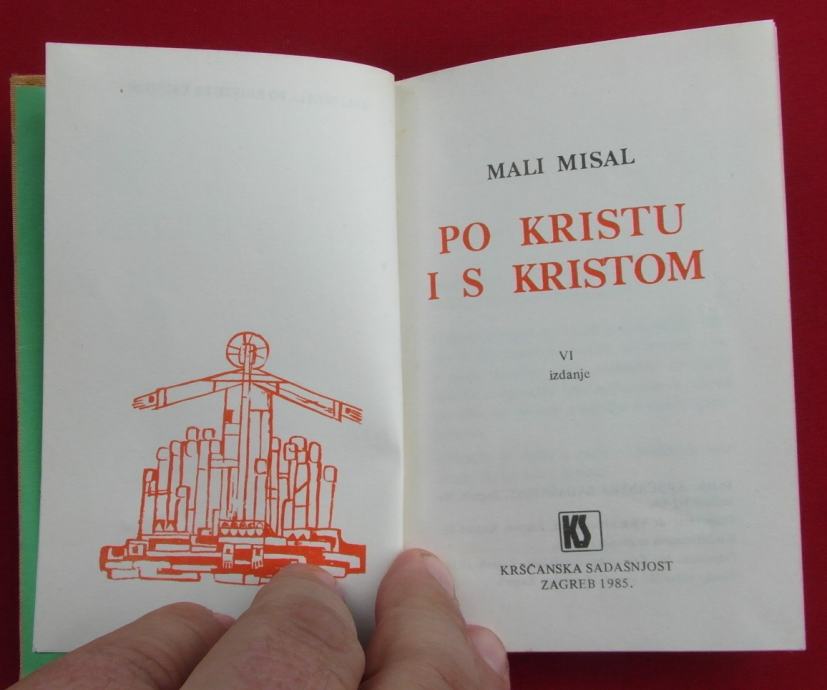 MALI MISAL
PO KRISTU
I S KRISTOM
VI
izdanje
KS
KRŠĆANSKA SADAŠNJOST
ZAGREB 1985.